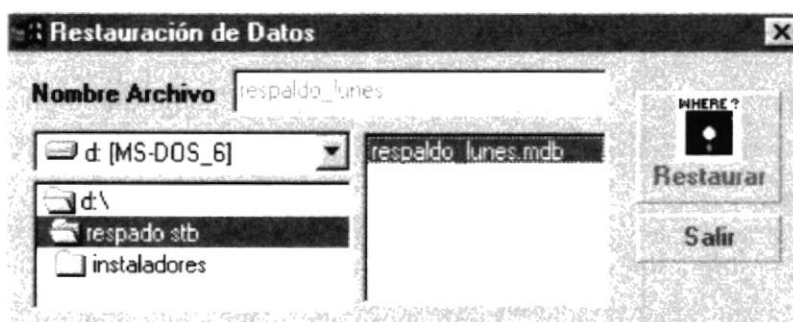 Restauración de Datos
Nombre Archivo respaldo_lunes
d: [MS-DOS_6]
respaldo_lunes.mdb
WHERE?
Restaurar
d:\
respado stb
Salir
instaladores